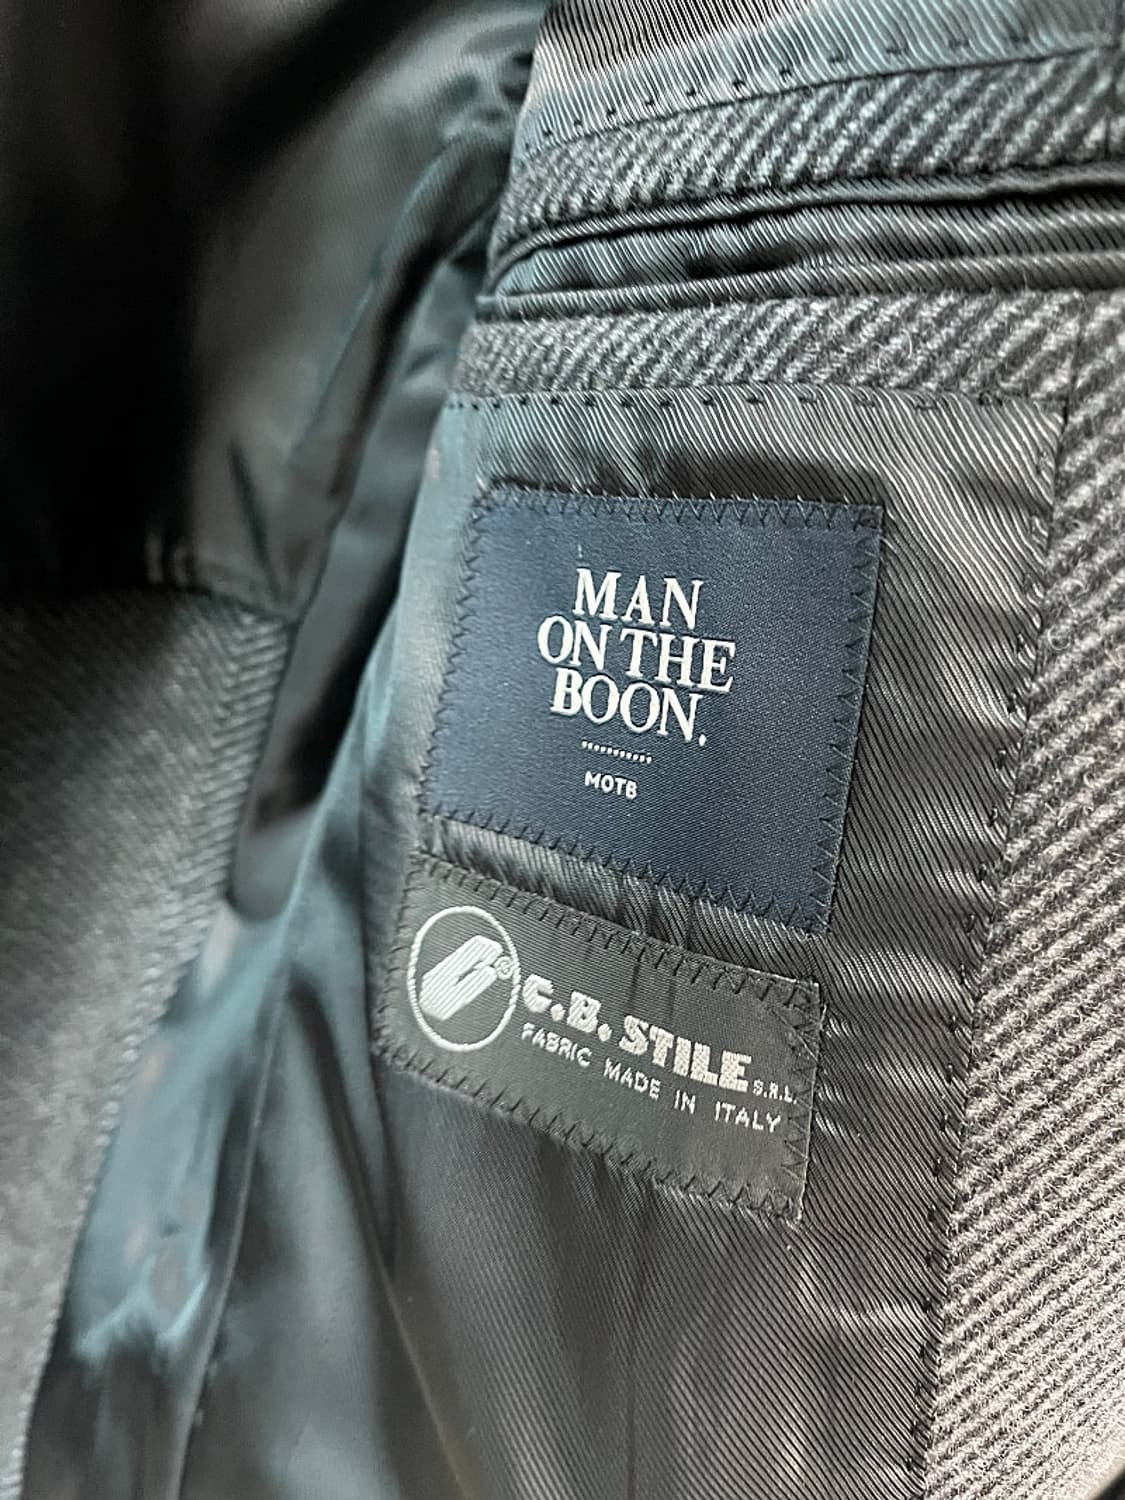 MAN
ON THE
BOON.
MOTB
C.B. STILE S.R.L.
FABRIC MADE IN ITALY